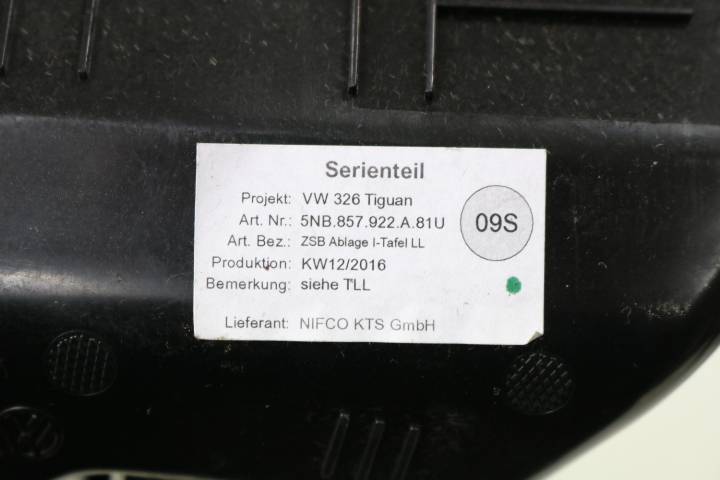 Serienteil
Projekt: VW 326 Tiguan
Art. Nr.: 5NB.857.922.A.81U
09S
Art. Bez.: ZSB Ablage I-Tafel LL
Produktion: KW12/2016
Bemerkung: siehe TLL
Lieferant: NIFCO KTS GmbH